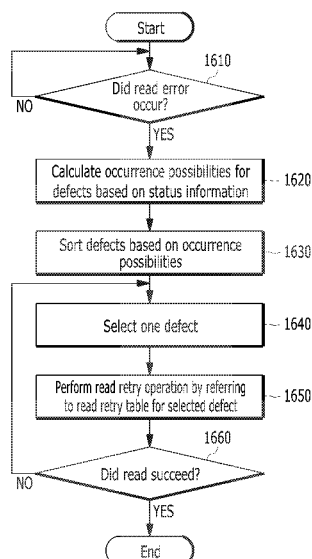 Start
1610
Did read error
occur?
NO
YES
Calculate occurrence possibilities for
defects based on status information
1620
Sort defects based on occurrence
possibilities
1630
Select one defect
1640
Perform read retry operation by referring
to read retry table for selected defect
1650
1660
Did read succeed?
NO
YES
End